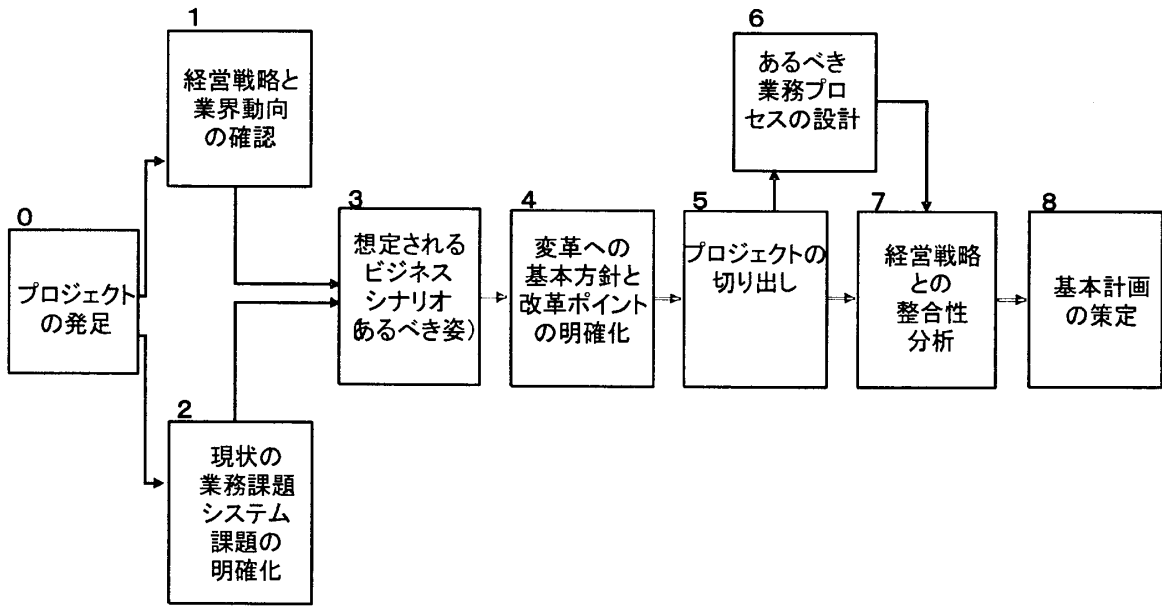 0
プロジェクト
の発足
1
経営戦略と
業界動向
の確認
2
現状の
業務課題
システム
課題の
明確化
3
想定される
ビジネス
シナリオ
(あるべき姿)
4
変革への
基本方針と
改革ポイント
の明確化
5
プロジェクトの
切り出し
6
あるべき
業務プロ
セスの設計
7
経営戦略
との
整合性
分析
8
基本計画
の策定